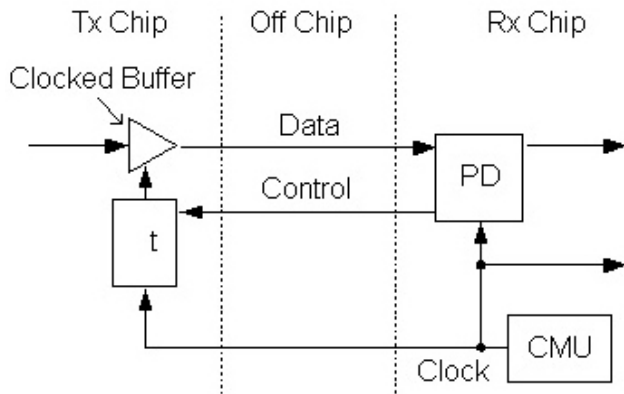 Tx Chip
Off Chip
Rx Chip
Clocked Buffer
Data
PD
Control
t
Clock
CMU